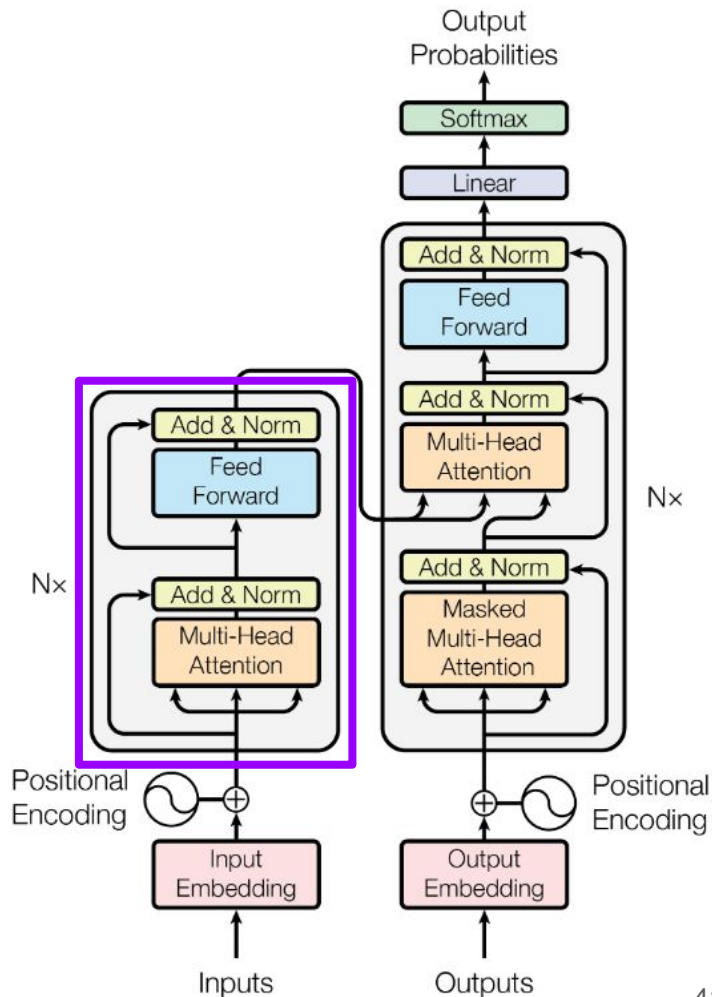 Output
Probabilities
Softmax
Linear
Add & Norm
Feed
Forward
Add & Norm
Multi-Head
Attention
Nx
Add & Norm
Masked
Multi-Head
Attention
Add & Norm
Feed
Forward
Nx
Add & Norm
Multi-Head
Attention
Positional
Encoding
Positional
Encoding
Input
Embedding
Output
Embedding
Inputs
Outputs